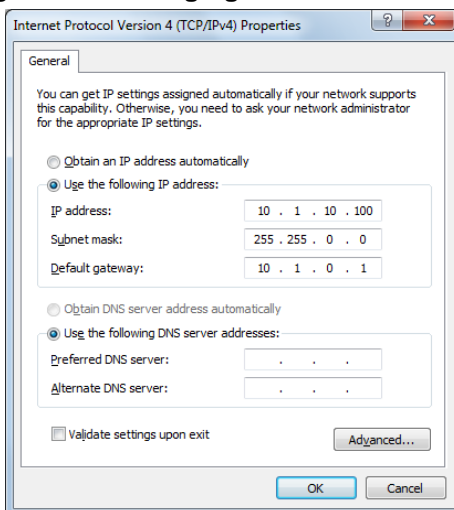 Internet Protocol Version 4 (TCP/IPv4) Properties
General
You can get IP settings assigned automatically if your network supports
this capability. Otherwise, you need to ask your network administrator
for the appropriate IP settings.
Obtain an IP address automatically
Use the following IP address:
IP address: 10 . 1 . 10 . 100
Subnet mask: 255 . 255 . 0 . 0
Default gateway: 10 . 1 . 0 . 1
Obtain DNS server address automatically
Use the following DNS server addresses:
Preferred DNS server: . . .
Alternate DNS server: . . .
Validate settings upon exit
Advanced...
OK Cancel